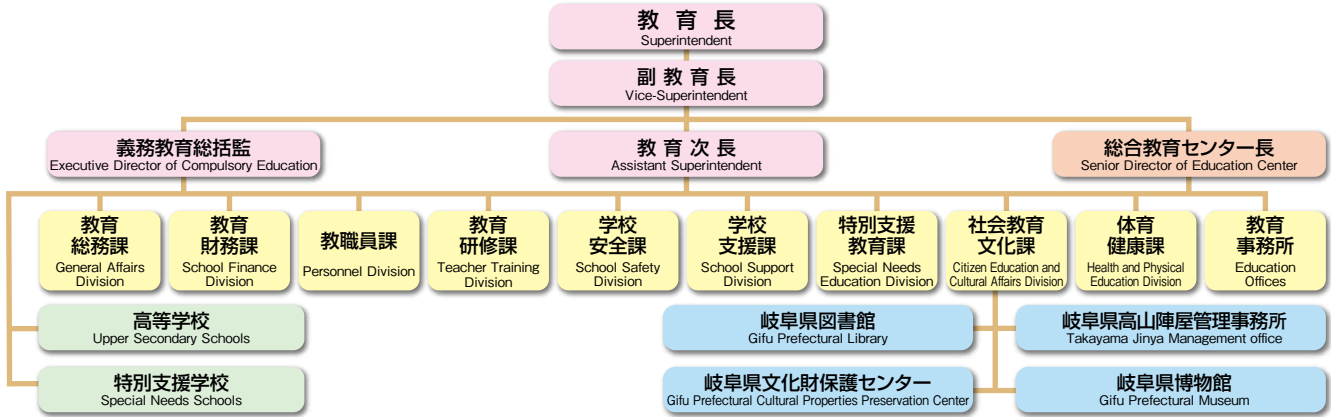 教育長
Superintendent
副教育長
Vice-Superintendent
義務教育総括監
Executive Director of Compulsory Education
教育次長
Assistant Superintendent
総合教育センター長
Senior Director of Education Center
教育
総務課
General Affairs
Division
教育
財務課
School Finance
Division
教職員課
Personnel Division
教育
研修課
Teacher Training
Division
学校
安全課
School Safety
Division
学校
支援課
School Support
Division
特別支援
教育課
Special Needs
Education Division
社会教育
文化課
Citizen Education and
Cultural Affairs Division
体育
健康課
Health and Physical
Education Division
教育
事務所
Education
Offices
高等学校
Upper Secondary Schools
岐阜県図書館
Gifu Prefectural Library
岐阜県高山陣屋管理事務所
Takayama Jinya Management office
特別支援学校
Special Needs Schools
岐阜県文化財保護センター
Gifu Prefectural Cultural Properties Preservation Center
岐阜県博物館
Gifu Prefectural Museum